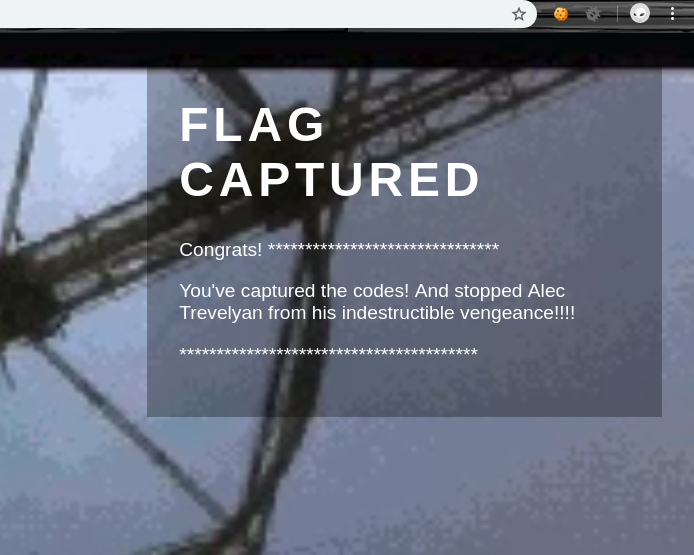 FLAG
CAPTURED
Congrats! *******************************
You've captured the codes! And stopped Alec
Trevelyan from his indestructible vengeance!!!!
****************************************